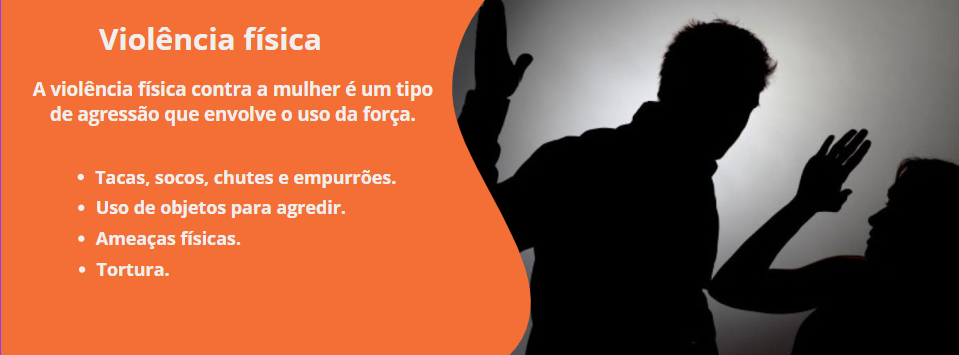 Violência física
A violência física contra a mulher é um tipo
de agressão que envolve o uso da força.
• Tacas, socos, chutes e empurrões.
• Uso de objetos para agredir.
• Ameaças físicas.
• Tortura.